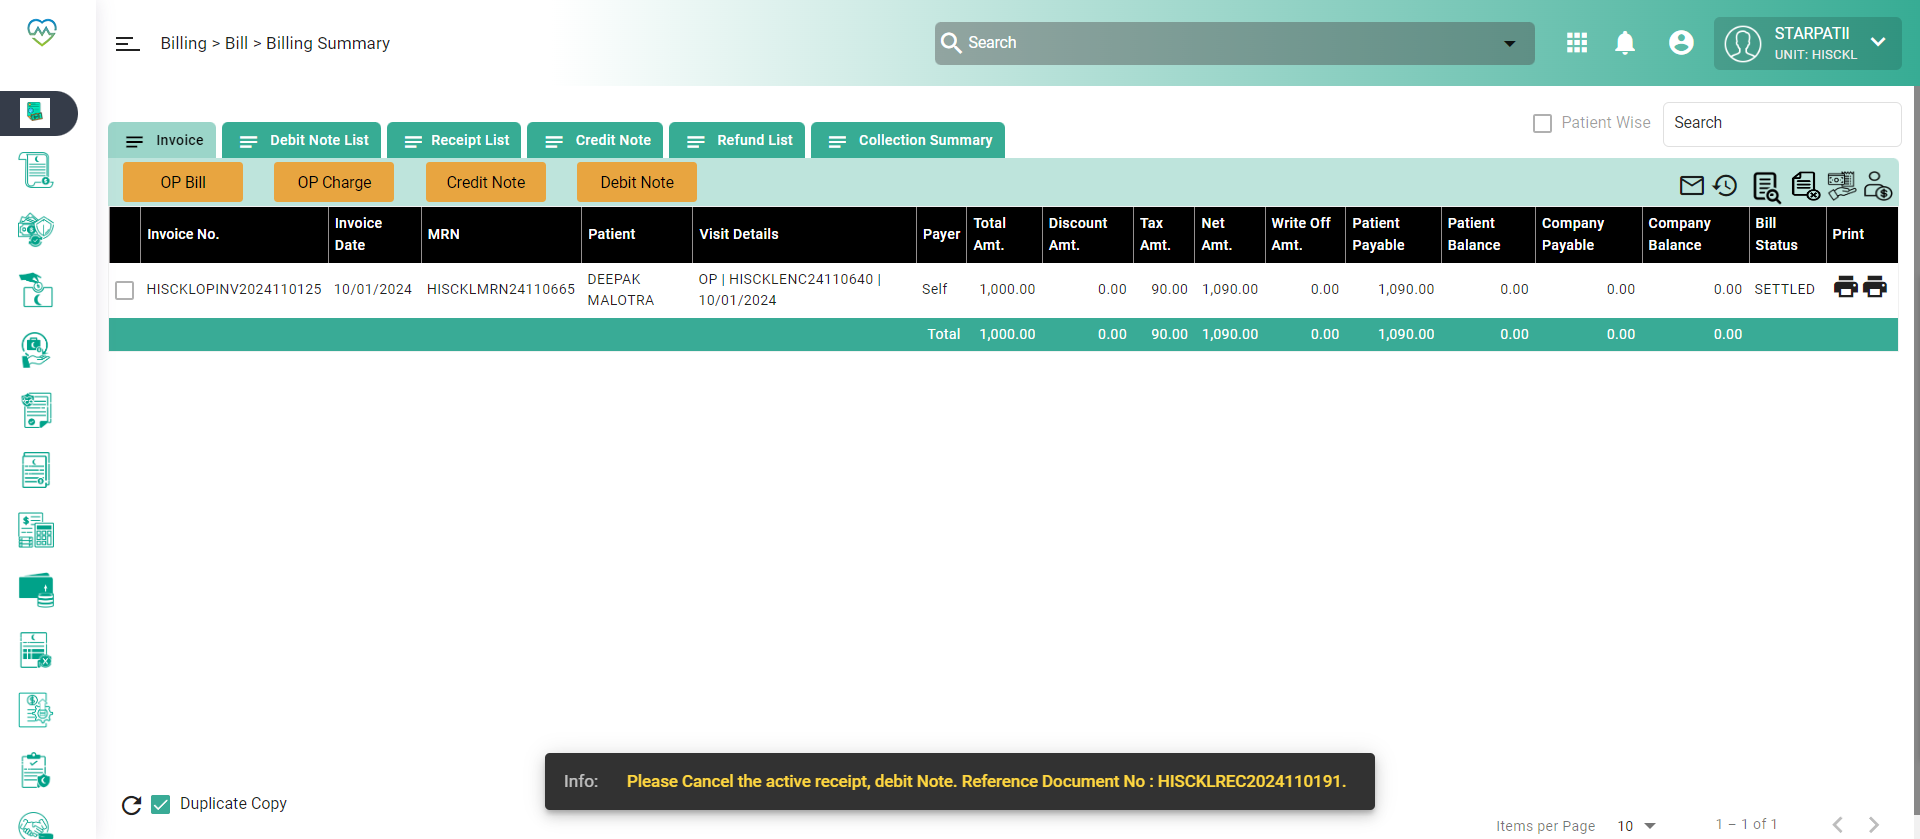 Billing > Bill > Billing Summary
Search
STARPATII
UNIT: HISCKL
Patient Wise
Search
Invoice
Debit Note List
Receipt List
Credit Note
Refund List
Collection Summary
OP Bill
OP Charge
Credit Note
Debit Note
Invoice No.
Invoice
Date
MRN
Patient
Visit Details
Payer
Total
Amt.
Discount
Amt.
Tax
Amt.
Net
Amt.
Write Off
Amt.
Patient
Payable
Patient
Balance
Company
Payable
Company
Balance
Bill
Status
Print
HISCKLOPINV2024110125
10/01/2024
HISCKLMRN24110665
DEEPAK
MALOTRA
OP | HISCKLENC24110640 |
10/01/2024
Self
1,000.00
0.00
90.00
1,090.00
0.00
1,090.00
0.00
0.00
0.00
SETTLED
Total
1,000.00
0.00
90.00
1,090.00
0.00
1,090.00
0.00
0.00
0.00
Info: Please Cancel the active receipt, debit Note. Reference Document No : HISCKLREC2024110191.
Duplicate Copy
Items per Page
10
1 – 1 of 1